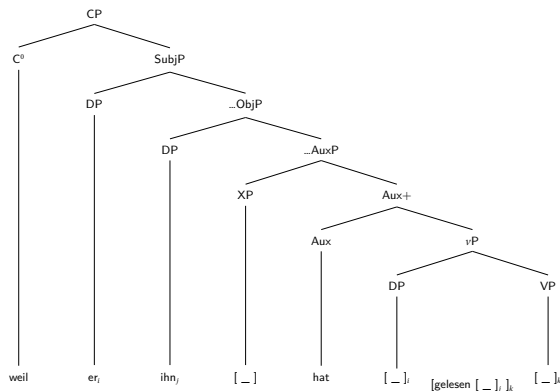 CP
C⁰ SubjP
DP ...ObjP
DP ...AuxP
XP Aux+
Aux vP
DP VP
weil erᵢ ihnⱼ [ _ ] hat [ _ ]ᵢ [gelesen [ _ ]ⱼ ]ₖ [ _ ]ₖ